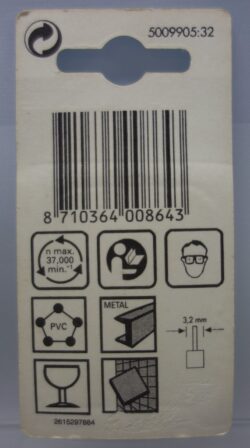 5009905:32
8 710364 008643
n max.
37,000
min.⁻¹
PVC
METAL
3,2 mm
2615297884